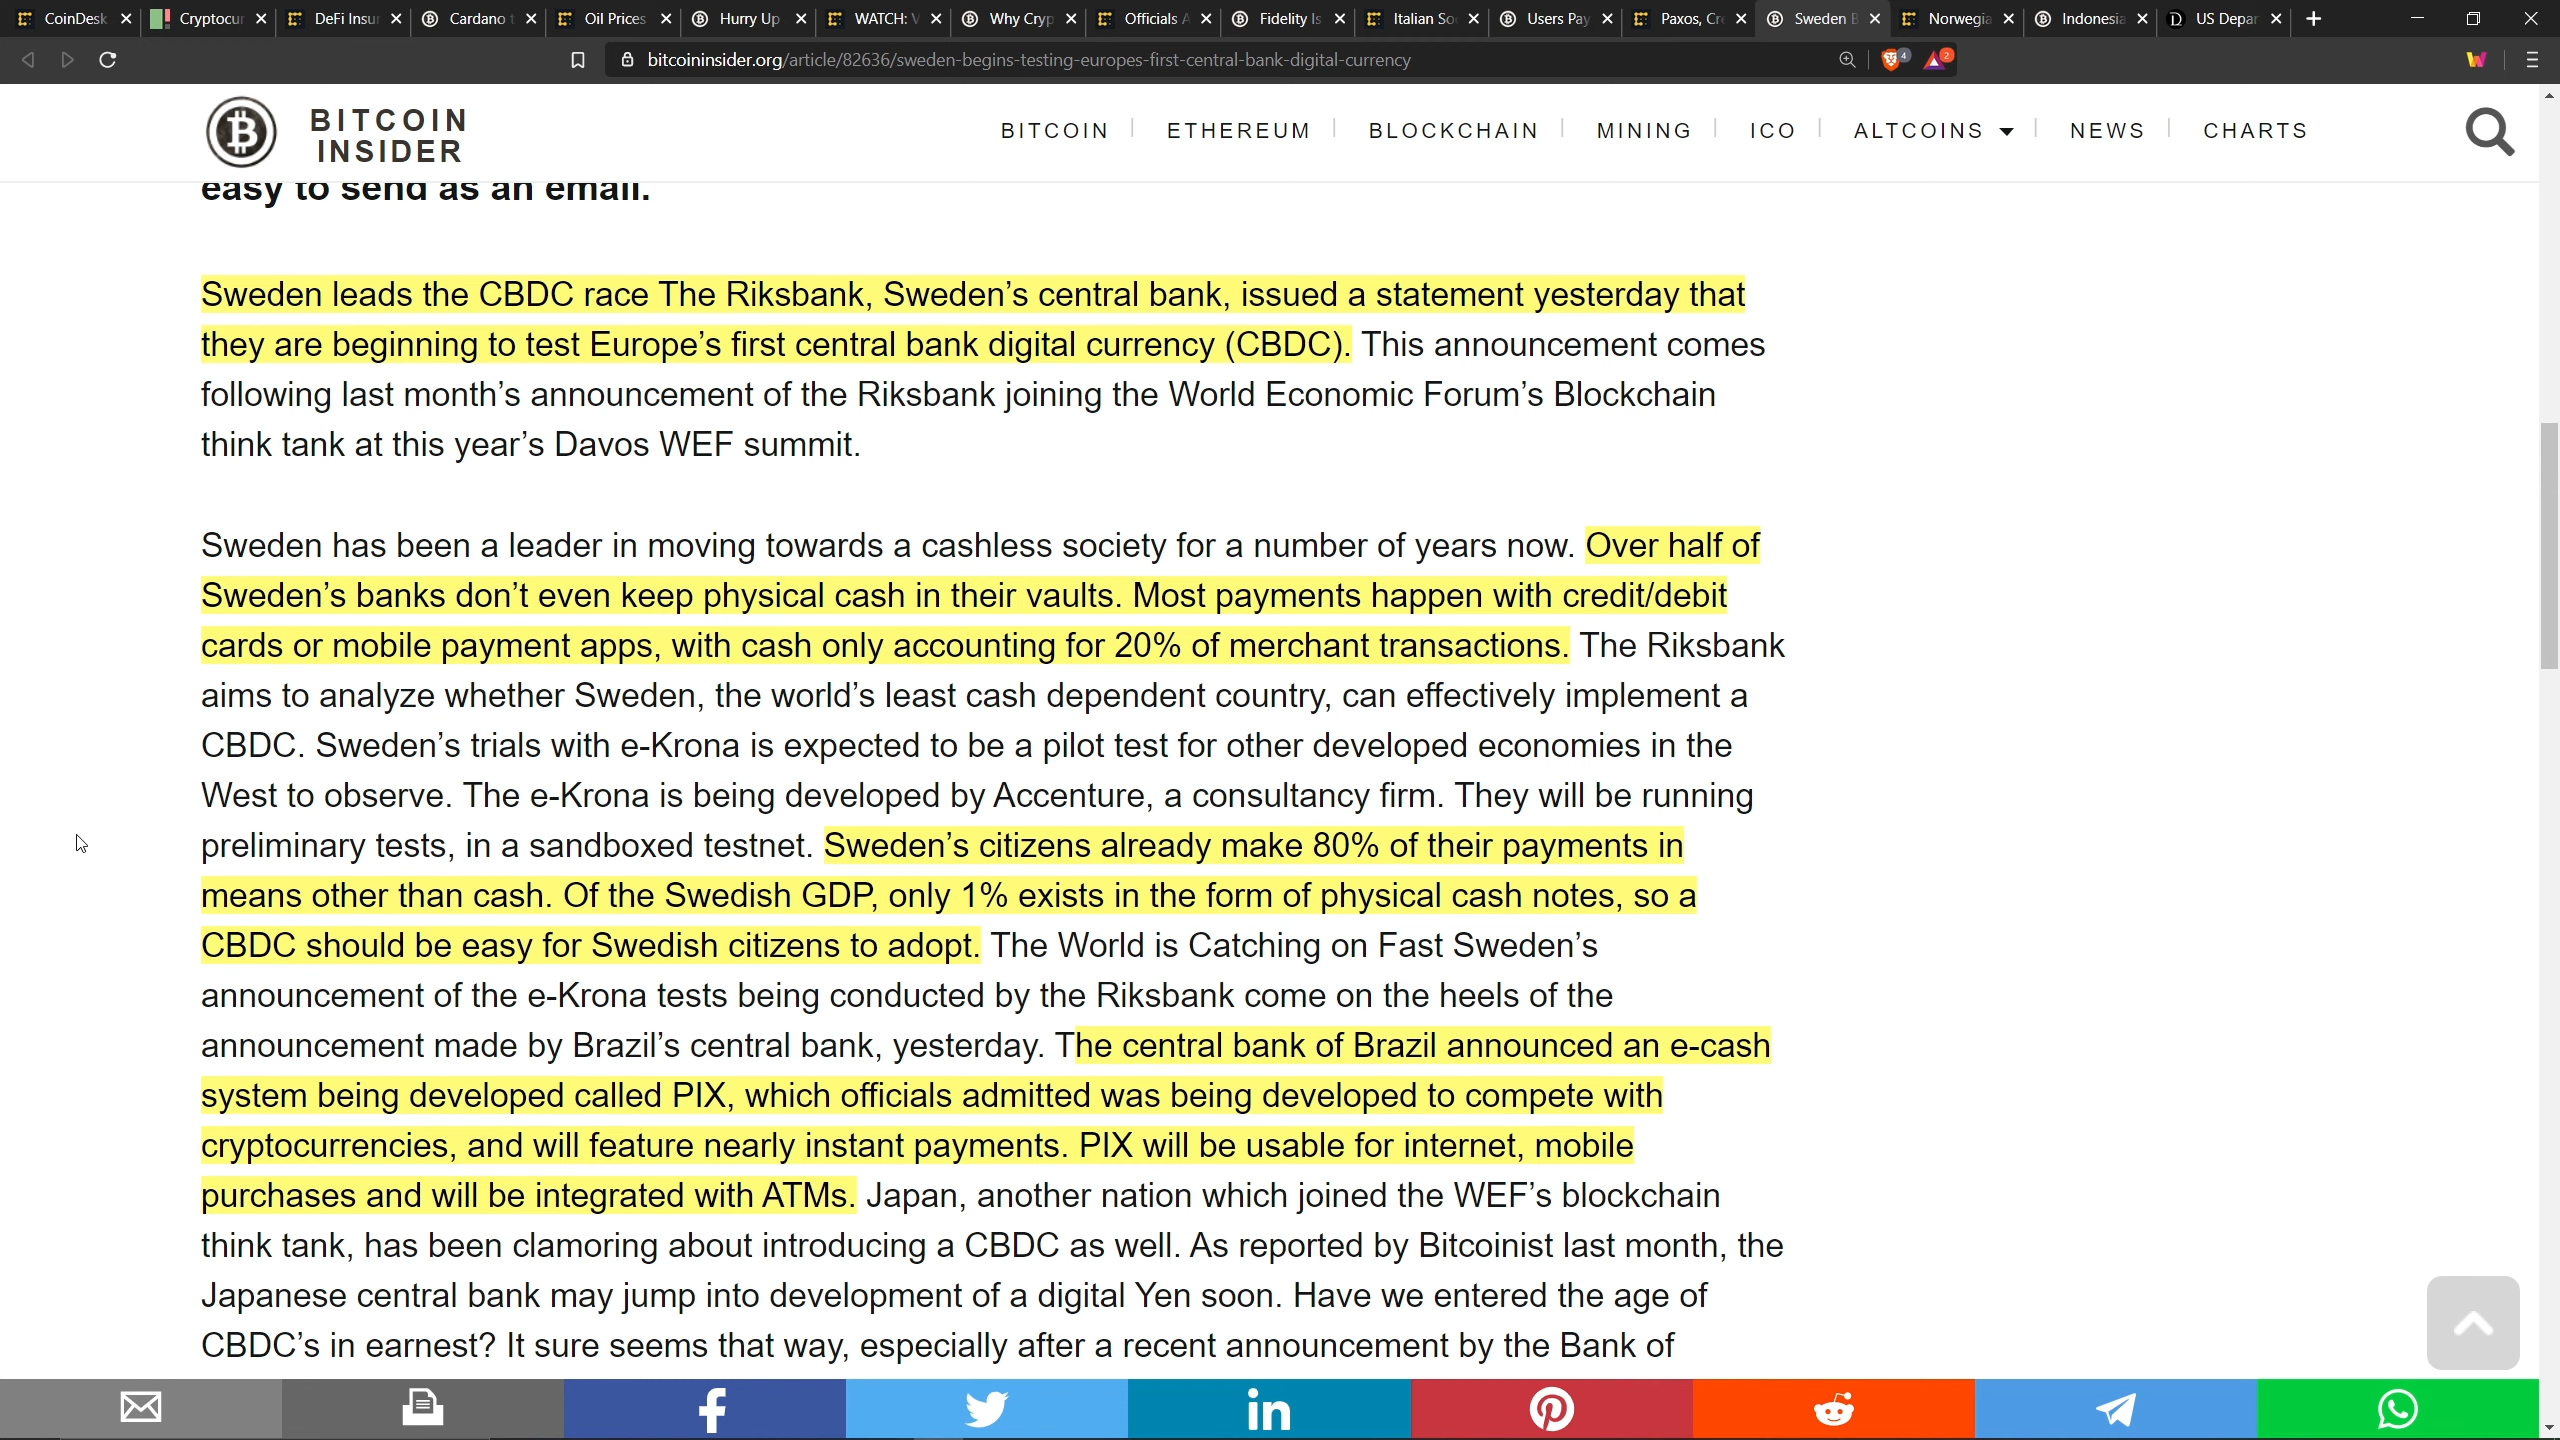 CoinDesk Cryptocur DeFi Insur Cardano t Oil Prices Hurry Up WATCH: V Why Cryp Officials A Fidelity Is Italian So Users Pay Paxos, Cre Sweden B Norwegia Indonesia US Depar
bitcoininsider.org/article/82636/sweden-begins-testing-europes-first-central-bank-digital-currency 4 2
BITCOIN
INSIDER
BITCOIN ETHEREUM BLOCKCHAIN MINING ICO ALTCOINS NEWS CHARTS
easy to send as an email.
Sweden leads the CBDC race The Riksbank, Sweden’s central bank, issued a statement yesterday that
they are beginning to test Europe’s first central bank digital currency (CBDC). This announcement comes
following last month’s announcement of the Riksbank joining the World Economic Forum’s Blockchain
think tank at this year’s Davos WEF summit.
Sweden has been a leader in moving towards a cashless society for a number of years now. Over half of
Sweden’s banks don’t even keep physical cash in their vaults. Most payments happen with credit/debit
cards or mobile payment apps, with cash only accounting for 20% of merchant transactions. The Riksbank
aims to analyze whether Sweden, the world’s least cash dependent country, can effectively implement a
CBDC. Sweden’s trials with e-Krona is expected to be a pilot test for other developed economies in the
West to observe. The e-Krona is being developed by Accenture, a consultancy firm. They will be running
preliminary tests, in a sandboxed testnet. Sweden’s citizens already make 80% of their payments in
means other than cash. Of the Swedish GDP, only 1% exists in the form of physical cash notes, so a
CBDC should be easy for Swedish citizens to adopt. The World is Catching on Fast Sweden’s
announcement of the e-Krona tests being conducted by the Riksbank come on the heels of the
announcement made by Brazil’s central bank, yesterday. The central bank of Brazil announced an e-cash
system being developed called PIX, which officials admitted was being developed to compete with
cryptocurrencies, and will feature nearly instant payments. PIX will be usable for internet, mobile
purchases and will be integrated with ATMs. Japan, another nation which joined the WEF’s blockchain
think tank, has been clamoring about introducing a CBDC as well. As reported by Bitcoinist last month, the
Japanese central bank may jump into development of a digital Yen soon. Have we entered the age of
CBDC’s in earnest? It sure seems that way, especially after a recent announcement by the Bank of